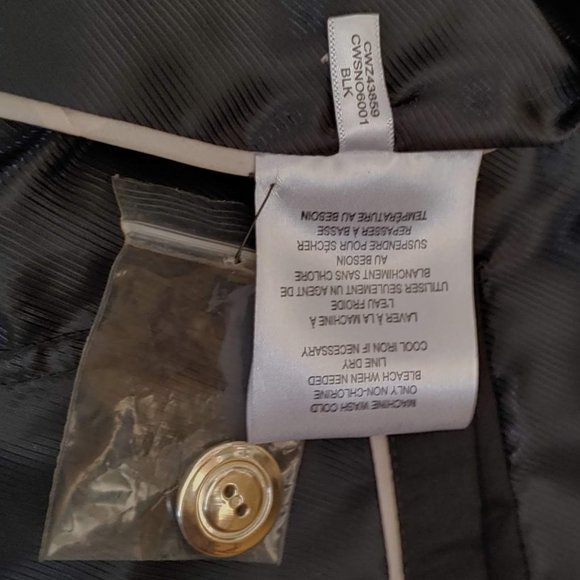 CWZ43859
CWSNO6001
BLK
MACHINE WASH COLD
ONLY NON-CHLORINE
BLEACH WHEN NEEDED
LINE DRY
COOL IRON IF NECESSARY
LAVER À LA MACHINE À
L'EAU FROIDE
UTILISER SEULEMENT UN AGENT DE
BLANCHIMENT SANS CHLORE
AU BESOIN
SUSPENDRE POUR SÉCHER
REPASSER À BASSE
TEMPÉRATURE AU BESOIN